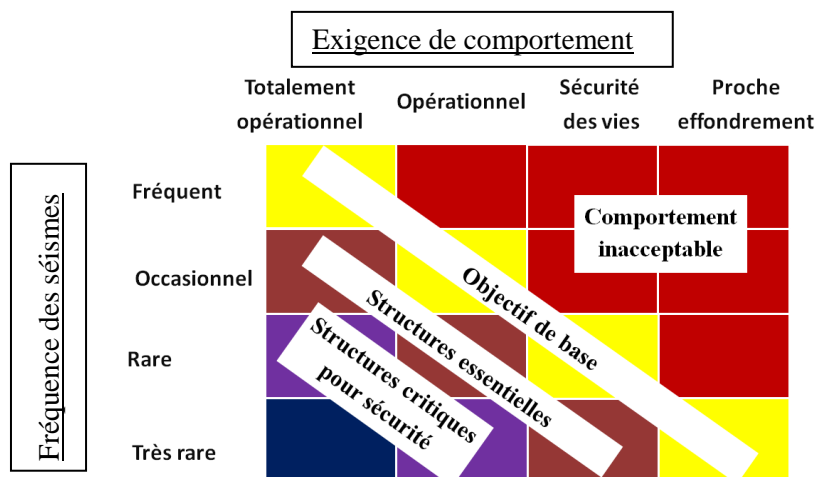 Exigence de comportement
Totalement
opérationnel
Opérationnel
Sécurité
des vies
Proche
effondrement
Fréquence des séismes
Fréquent
Occasionnel
Rare
Très rare
Comportement
inacceptable
Objectif de base
Structures essentielles
Structures critiques
pour sécurité